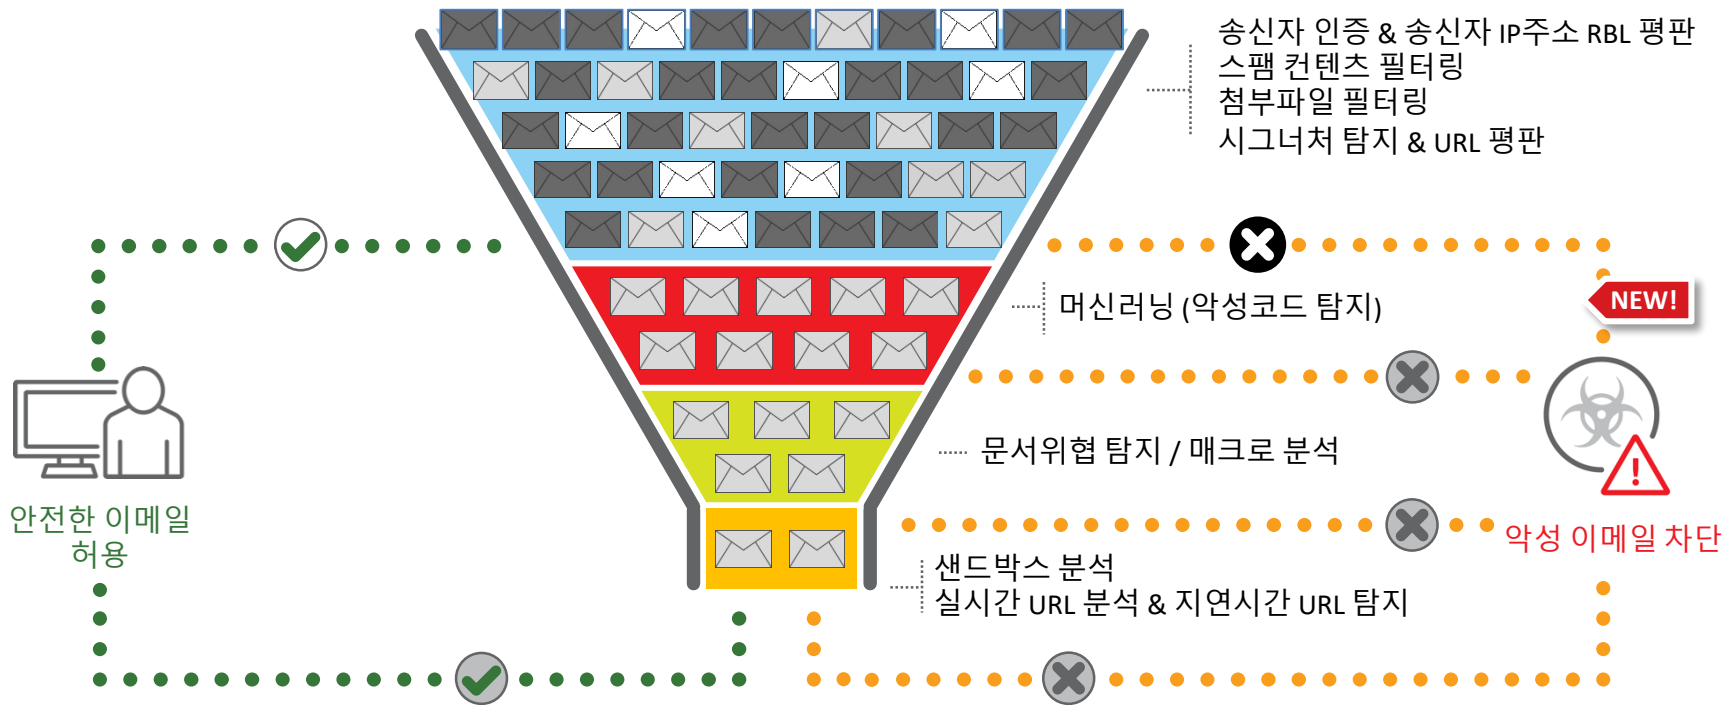 송신자 인증 & 송신자 IP주소 RBL 평판
스팸 컨텐츠 필터링
첨부파일 필터링
시그너처 탐지 & URL 평판
NEW!
머신러닝 (악성코드 탐지)
문서위협 탐지 / 매크로 분석
안전한 이메일
허용
악성 이메일 차단
샌드박스 분석
실시간 URL 분석 & 지연시간 URL 탐지